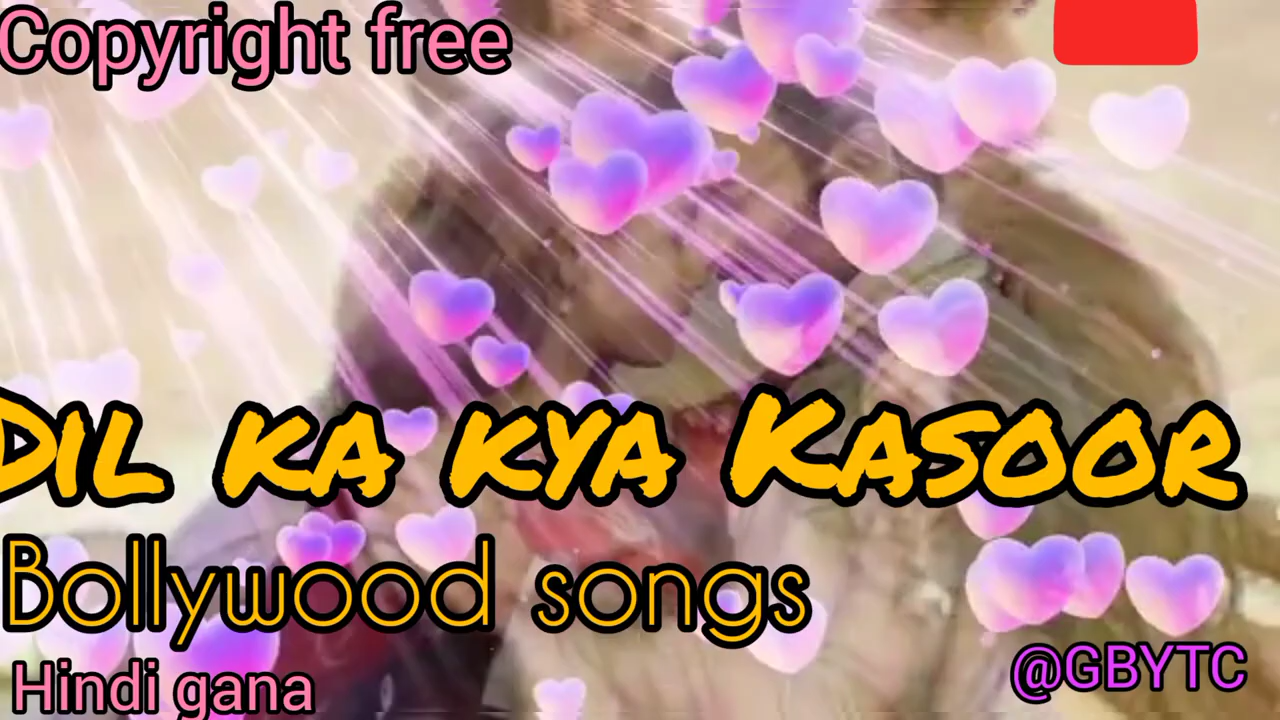 Copyright free
Dil ka kya Kasoor
Bollywood songs
Hindi gana
@GBYTC